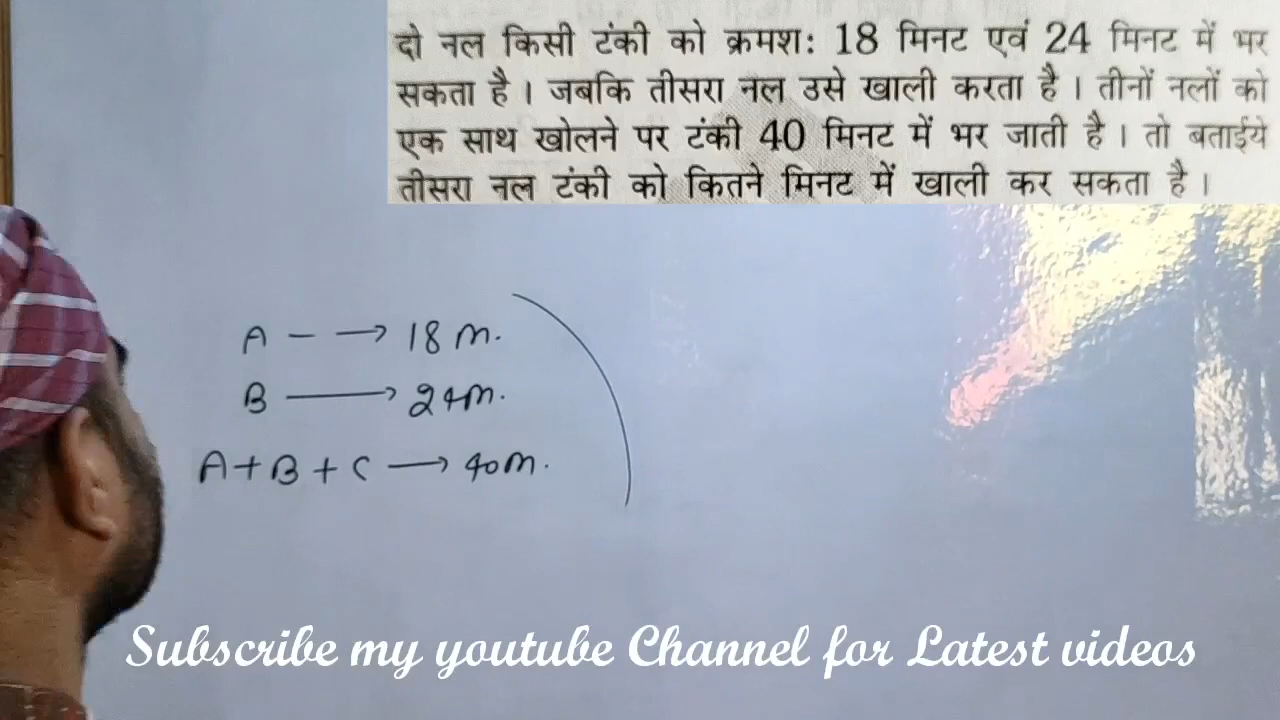 दो नल किसी टंकी को क्रमश: 18 मिनट एवं 24 मिनट में भर
सकता है । जबकि तीसरा नल उसे खाली करता है । तीनों नलों को
एक साथ खोलने पर टंकी 40 मिनट में भर जाती है । तो बताईये
तीसरा नल टंकी को कितने मिनट में खाली कर सकता है ।
A – → 18 m.
B → 24m.
A+B+C → 40m.
Subscribe my youtube Channel for Latest videos